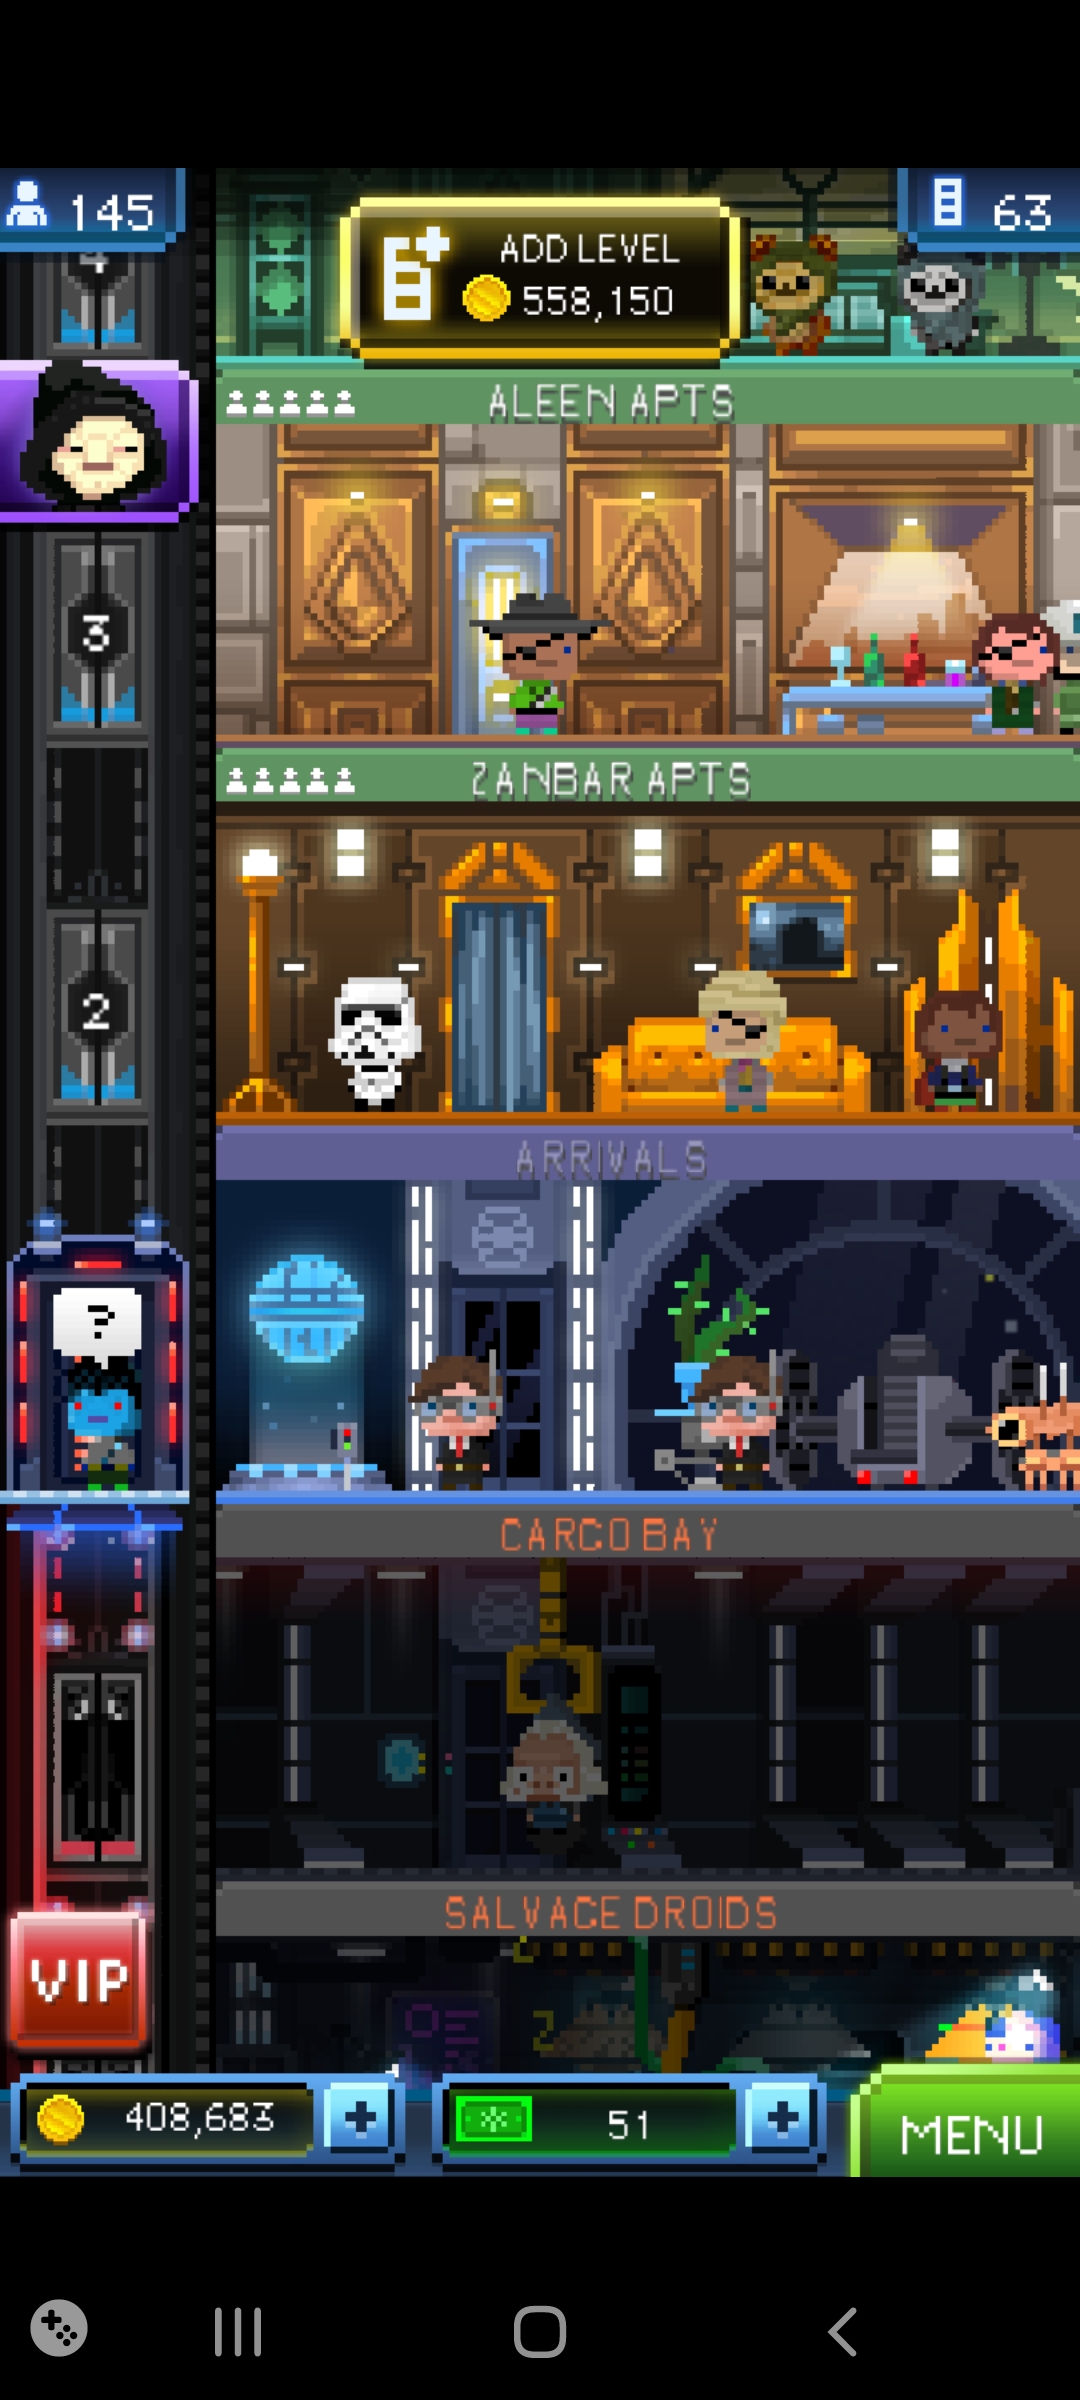 145
63
ADD LEVEL
558,150
4
ALEEN APTS
3
ZANBAR APTS
2
ARRIVALS
?
CARGO BAY
SALVAGE DROIDS
VIP
408,683
51
MENU